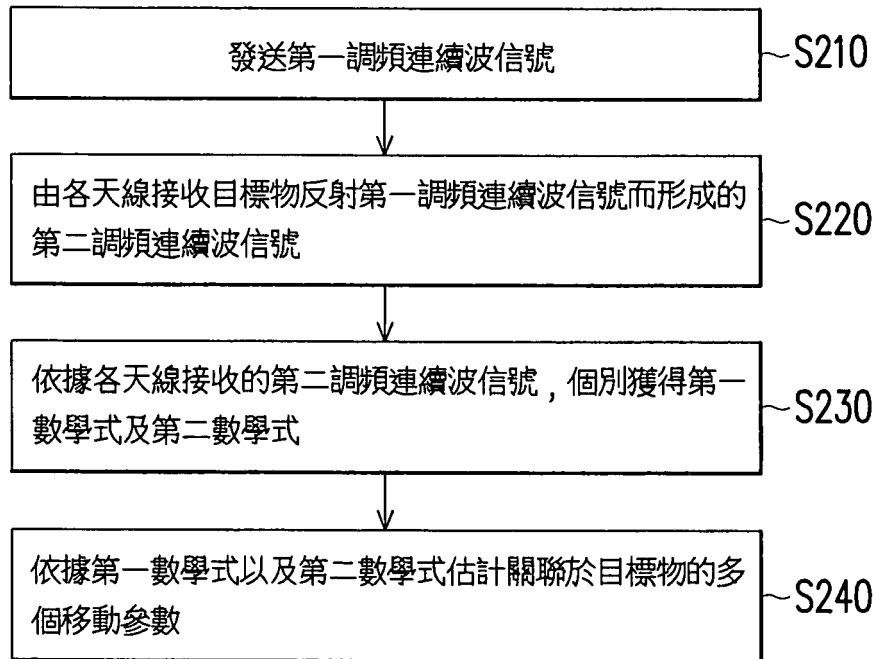 發送第一調頻連續波信號
S210
由各天線接收目標物反射第一調頻連續波信號而形成的
第二調頻連續波信號
S220
依據各天線接收的第二調頻連續波信號，個別獲得第一
數學式及第二數學式
S230
依據第一數學式以及第二數學式估計關聯於目標物的多
個移動參數
S240